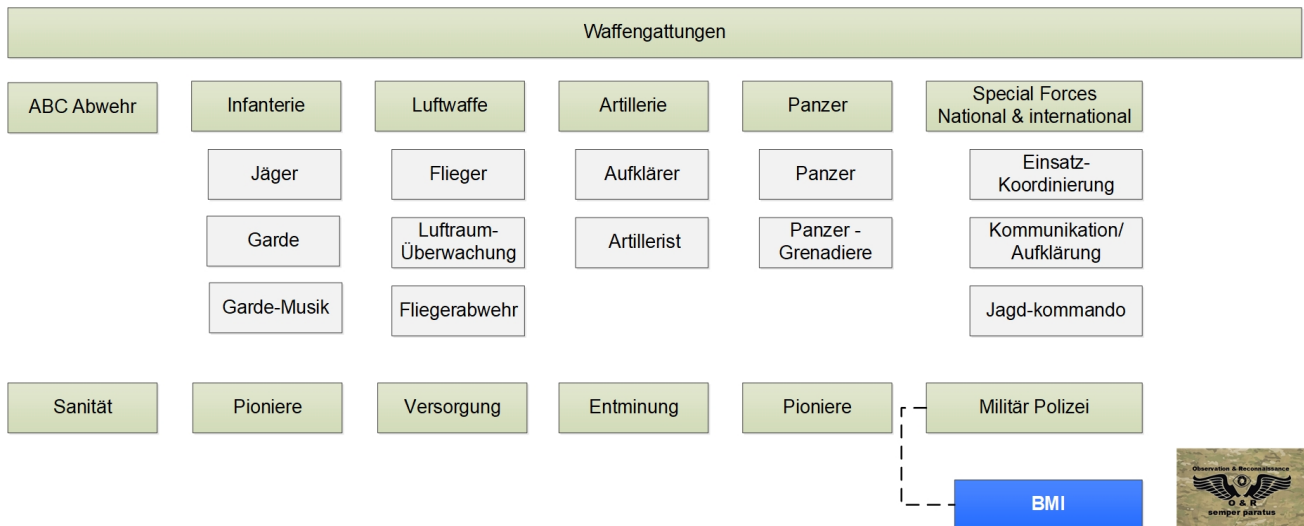 Waffengattungen
ABC Abwehr
Infanterie
Luftwaffe
Artillerie
Panzer
Special Forces
National & international
Jäger
Flieger
Aufklärer
Panzer
Einsatz-
Koordinierung
Garde
Luftraum-
Überwachung
Artillerist
Panzer -
Grenadiere
Kommunikation/
Aufklärung
Garde-Musik
Fliegerabwehr
Jagd-kommando
Sanität
Pioniere
Versorgung
Entminung
Pioniere
Militär Polizei
BMI
Observation & Reconnaissance
O & R
semper paratus